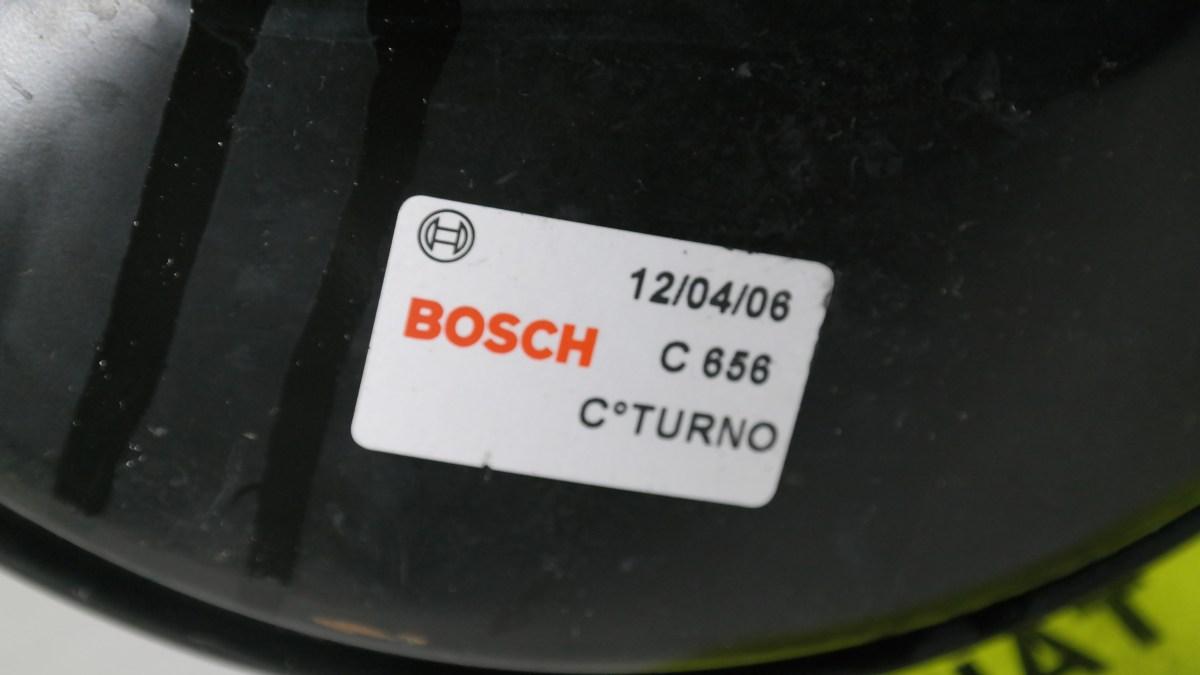 12/04/06
BOSCH
C 656
C°TURNO